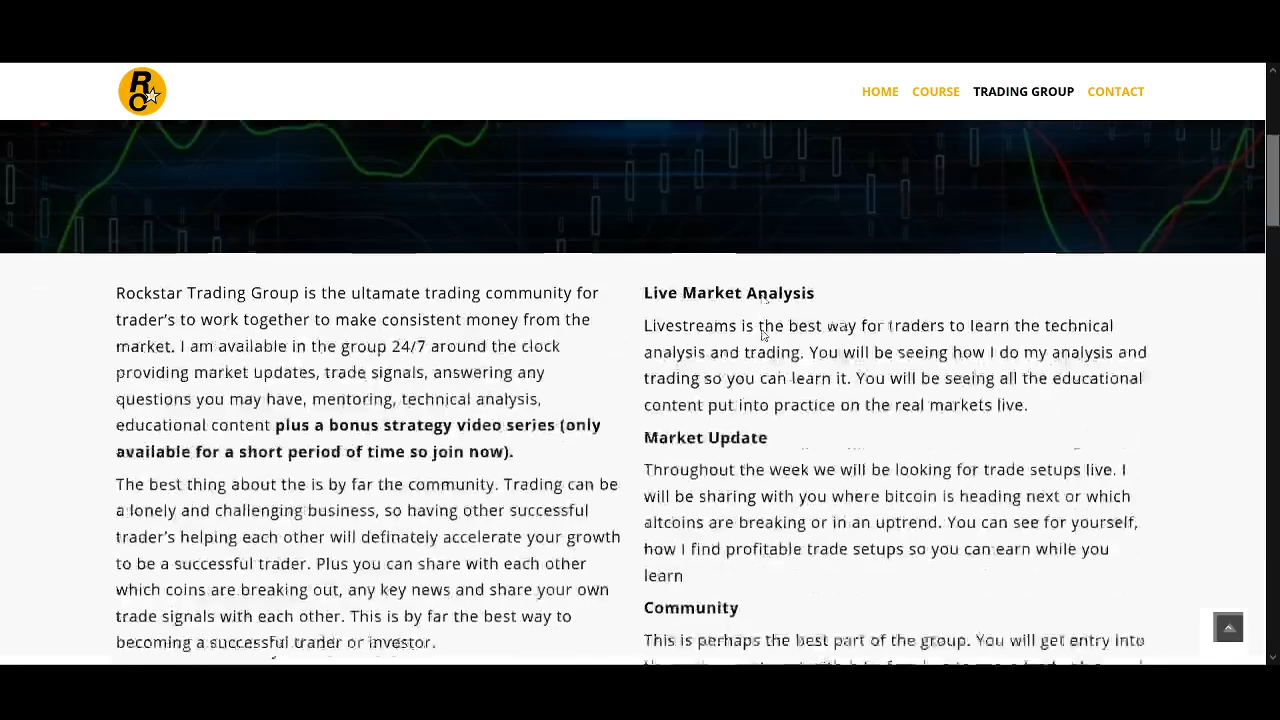 R
C
HOME COURSE TRADING GROUP CONTACT
Rockstar Trading Group is the ultamate trading community for
trader’s to work together to make consistent money from the
market. I am available in the group 24/7 around the clock
providing market updates, trade signals, answering any
questions you may have, mentoring, technical analysis,
educational content plus a bonus strategy video series (only
available for a short period of time so join now).
The best thing about the is by far the community. Trading can be
a lonely and challenging business, so having other successful
trader’s helping each other will definately accelerate your growth
to be a successful trader. Plus you can share with each other
which coins are breaking out, any key news and share your own
trade signals with each other. This is by far the best way to
becoming a successful trader or investor.
Live Market Analysis
Livestreams is the best way for traders to learn the technical
analysis and trading. You will be seeing how I do my analysis and
trading so you can learn it. You will be seeing all the educational
content put into practice on the real markets live.
Market Update
Throughout the week we will be looking for trade setups live. I
will be sharing with you where bitcoin is heading next or which
altcoins are breaking or in an uptrend. You can see for yourself,
how I find profitable trade setups so you can earn while you
learn
Community
This is perhaps the best part of the group. You will get entry into